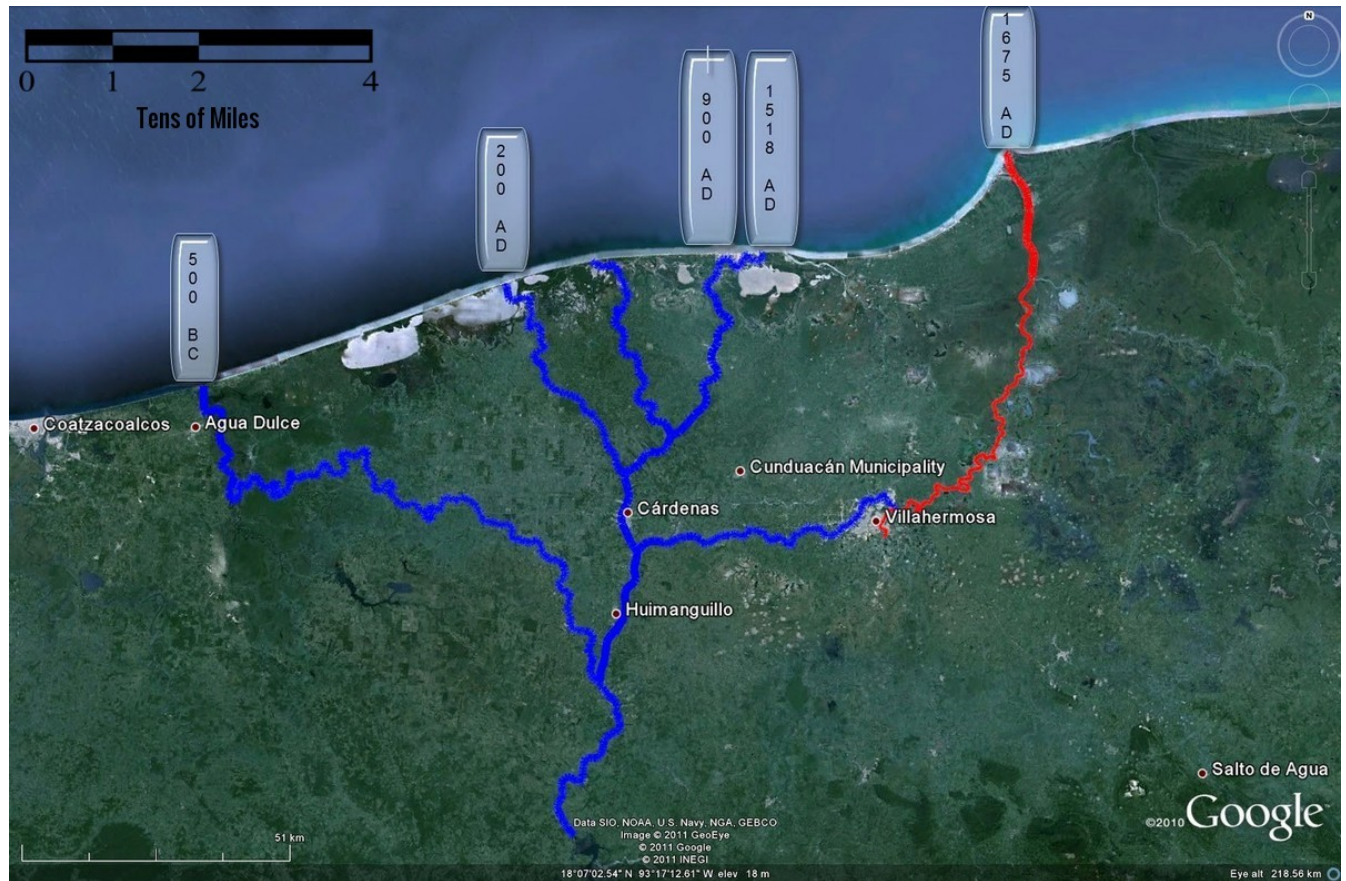 0 1 2 4
Tens of Miles
500 BC
200 AD
900 AD
1518 AD
1675 AD
N
Coatzacoalcos
Agua Dulce
Cunduacán Municipality
Cárdenas
Villahermosa
Huimanguillo
Salto de Agua
©2010 Google
Data SIO, NOAA, U.S. Navy, NGA, GEBCO
Image © 2011 GeoEye
© 2011 Google
© 2011 INEGI
51 km
18°07'02.54" N 93°17'12.61" W elev 18 m
Eye alt 218.56 km